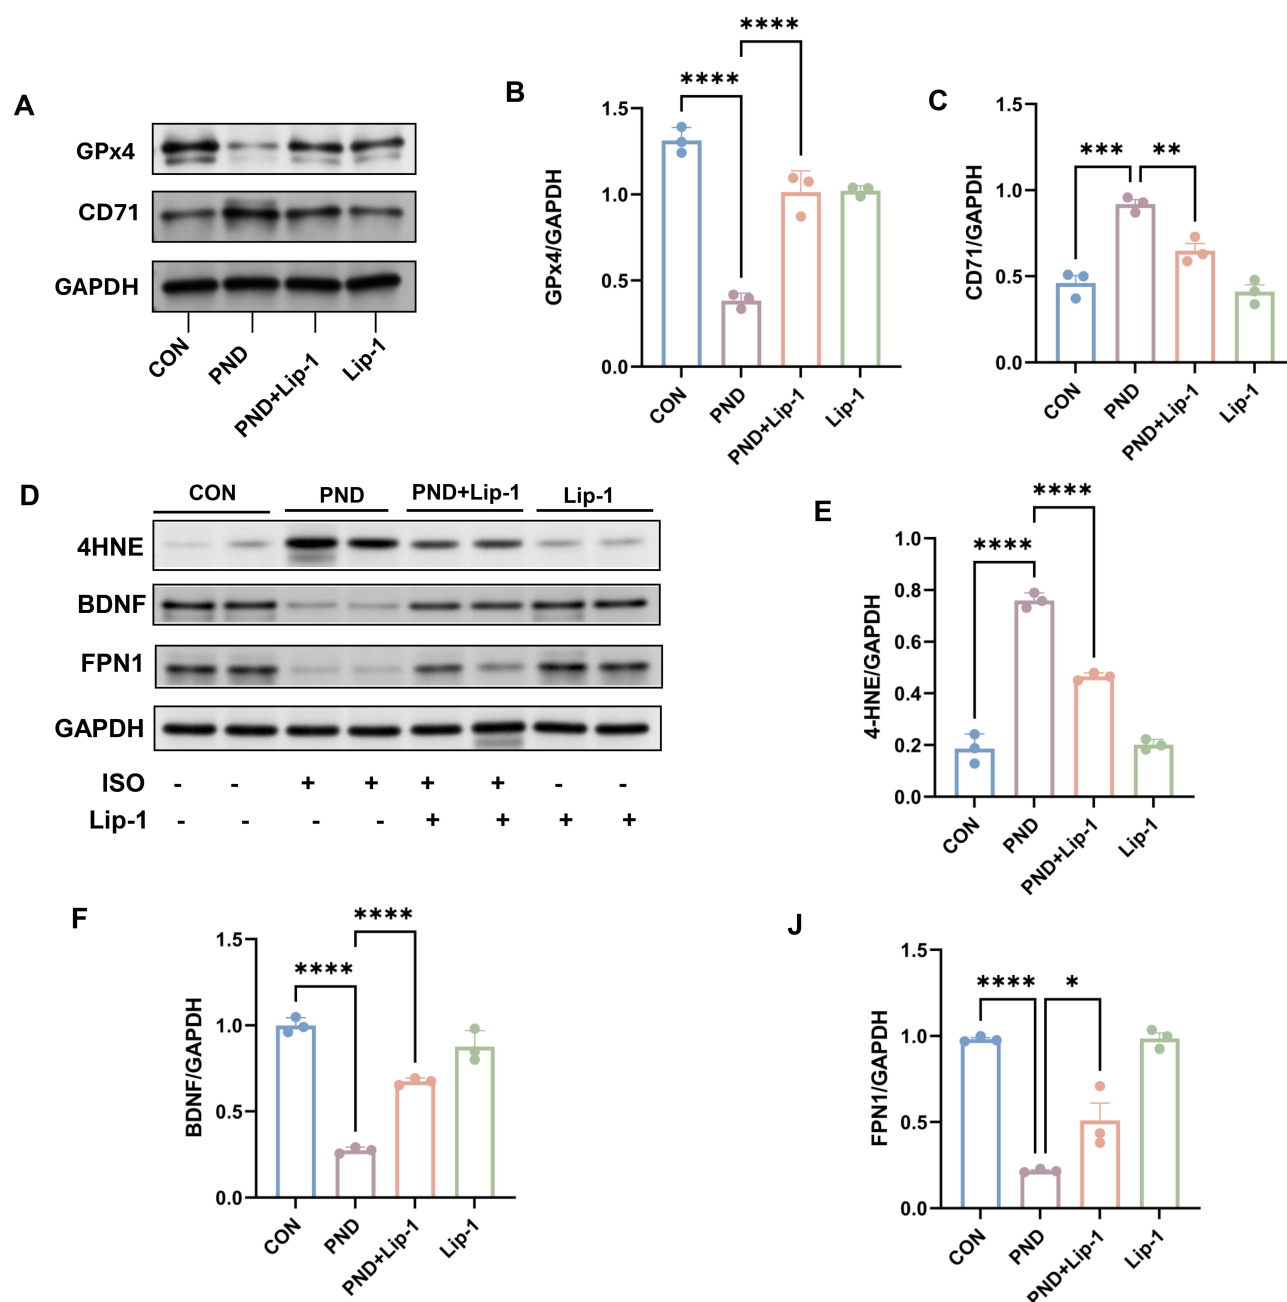 A
GPx4
CD71
GAPDH
CON
PND
PND+Lip-1
Lip-1
B
****
****
GPx4/GAPDH
1.5
1.0
0.5
0.0
CON
PND
PND+Lip-1
Lip-1
C
*** **
CD71/GAPDH
1.5
1.0
0.5
0.0
CON
PND
PND+Lip-1
Lip-1
D
CON PND PND+Lip-1 Lip-1
4HNE
BDNF
FPN1
GAPDH
ISO - - + + + + - -
Lip-1 - - - - + + + +
E
****
****
4-HNE/GAPDH
1.0
0.8
0.6
0.4
0.2
0.0
CON
PND
PND+Lip-1
Lip-1
F
****
****
BDNF/GAPDH
1.5
1.0
0.5
0.0
CON
PND
PND+Lip-1
Lip-1
J
**** *
FPN1/GAPDH
1.5
1.0
0.5
0.0
CON
PND
PND+Lip-1
Lip-1